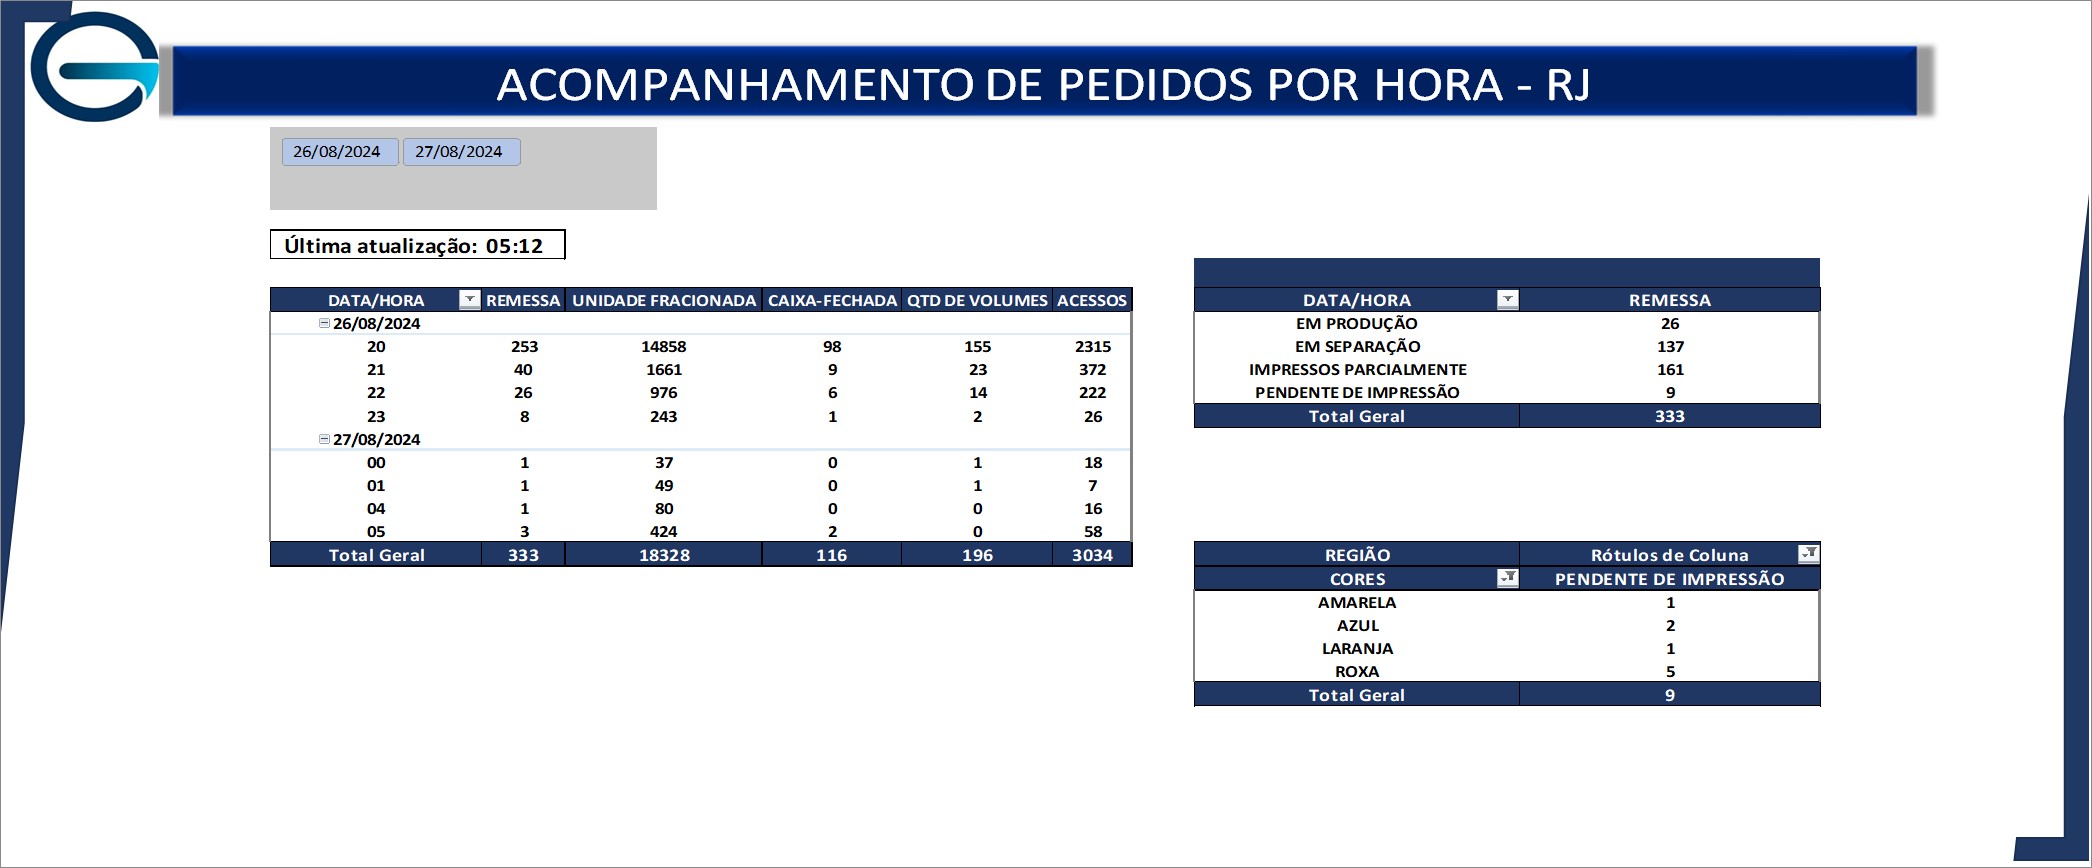 ACOMPANHAMENTO DE PEDIDOS POR HORA - RJ
26/08/2024 27/08/2024
Última atualização: 05:12
DATA/HORA REMESSA UNIDADE FRACIONADA CAIXA-FECHADA QTD DE VOLUMES ACESSOS
26/08/2024
20 253 14858 98 155 2315
21 40 1661 9 23 372
22 26 976 6 14 222
23 8 243 1 2 26
27/08/2024
00 1 37 0 1 18
01 1 49 0 1 7
04 1 80 0 0 16
05 3 424 2 0 58
Total Geral 333 18328 116 196 3034
DATA/HORA REMESSA
EM PRODUÇÃO 26
EM SEPARAÇÃO 137
IMPRESSOS PARCIALMENTE 161
PENDENTE DE IMPRESSÃO 9
Total Geral 333
REGIÃO Rótulos de Coluna
CORES PENDENTE DE IMPRESSÃO
AMARELA 1
AZUL 2
LARANJA 1
ROXA 5
Total Geral 9